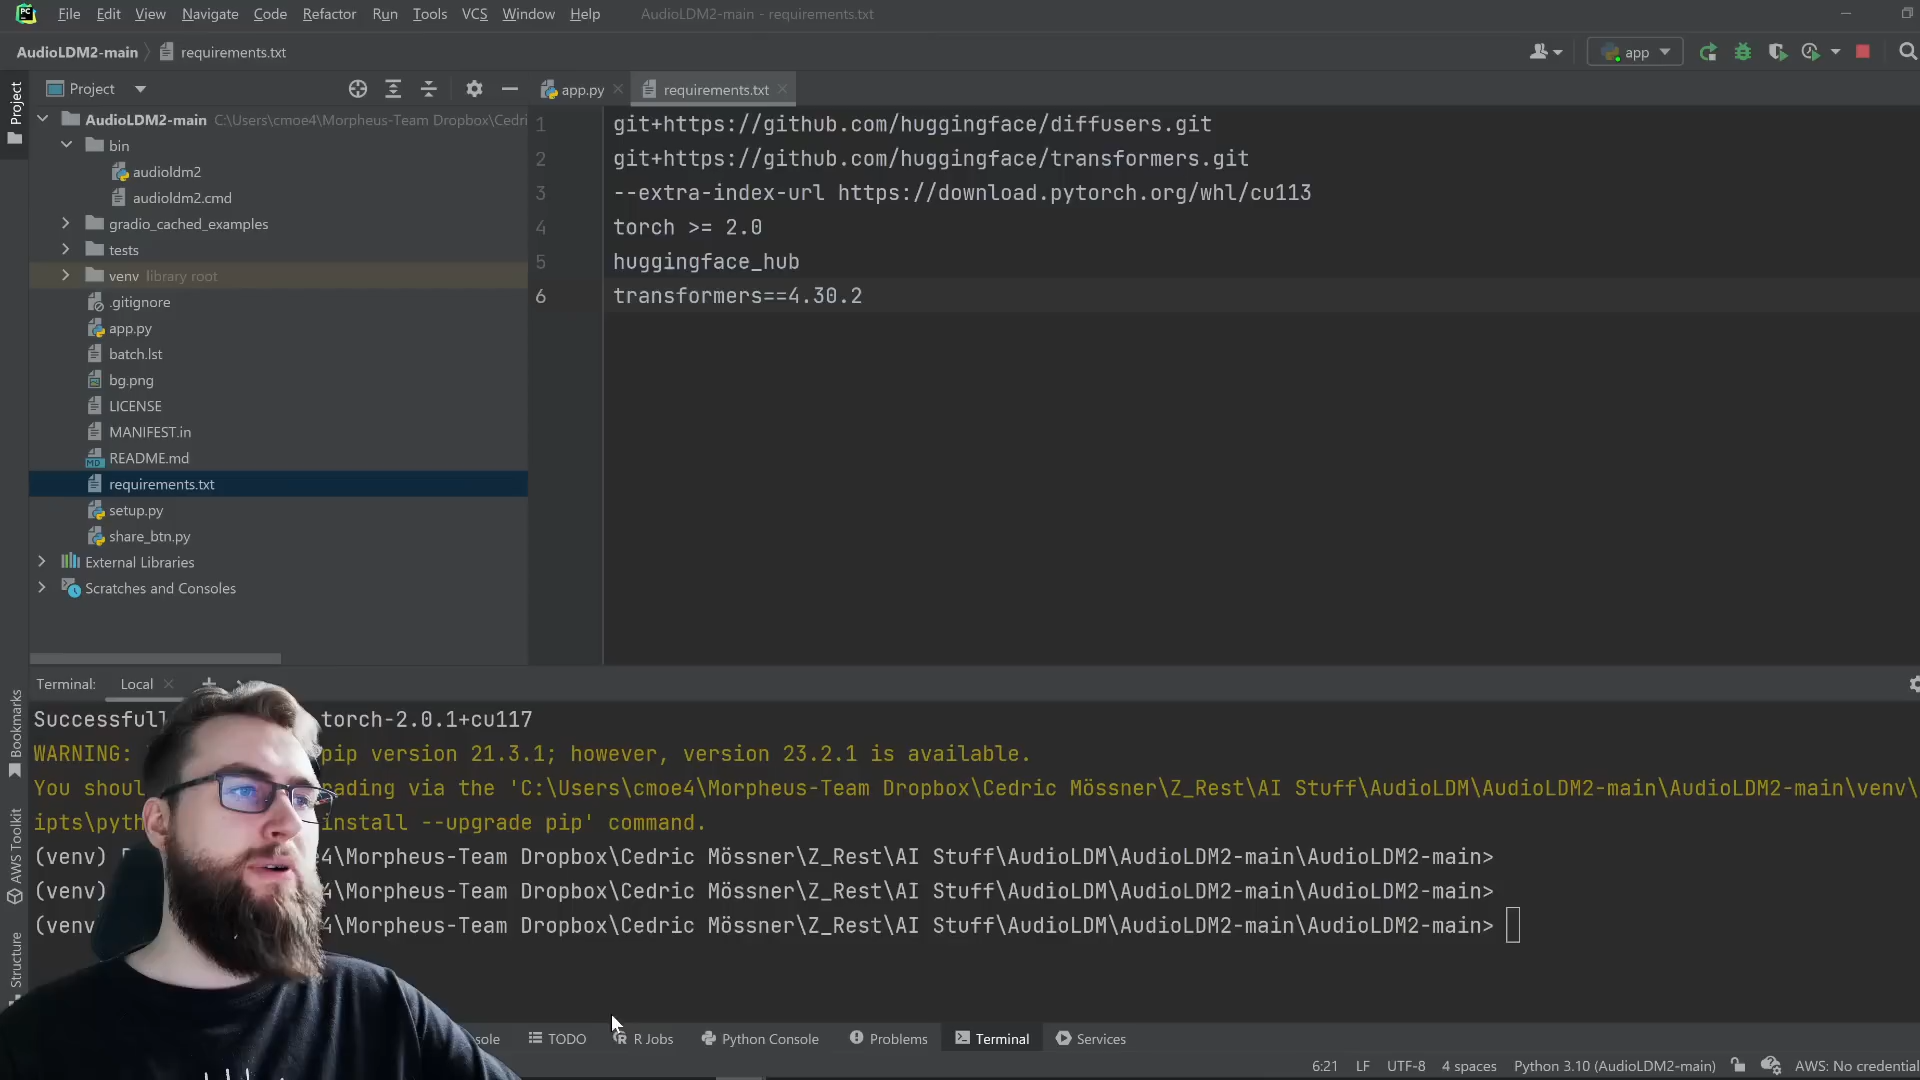 PC File Edit View Navigate Code Refactor Run Tools VCS Window Help AudioLDM2-main - requirements.txt
AudioLDM2-main requirements.txt app
Project
Project app.py requirements.txt
AudioLDM2-main C:\Users\cmoe4\Morpheus-Team Dropbox\Cedri
bin
audioldm2
audioldm2.cmd
gradio_cached_examples
tests
venv library root
.gitignore
app.py
batch.lst
bg.png
LICENSE
MANIFEST.in
README.md
requirements.txt
setup.py
share_btn.py
External Libraries
Scratches and Consoles
1 git+https://github.com/huggingface/diffusers.git
2 git+https://github.com/huggingface/transformers.git
3 --extra-index-url https://download.pytorch.org/whl/cu113
4 torch >= 2.0
5 huggingface_hub
6 transformers==4.30.2
Bookmarks
AWS Toolkit
Structure
Terminal: Local
Successfull torch-2.0.1+cu117
WARNING: pip version 21.3.1; however, version 23.2.1 is available.
You shoul ading via the 'C:\Users\cmoe4\Morpheus-Team Dropbox\Cedric Mössner\Z_Rest\AI Stuff\AudioLDM\AudioLDM2-main\AudioLDM2-main\venv\
ipts\pyth install --upgrade pip' command.
(venv) e4\Morpheus-Team Dropbox\Cedric Mössner\Z_Rest\AI Stuff\AudioLDM\AudioLDM2-main\AudioLDM2-main>
(venv) 4\Morpheus-Team Dropbox\Cedric Mössner\Z_Rest\AI Stuff\AudioLDM\AudioLDM2-main\AudioLDM2-main>
(venv 4\Morpheus-Team Dropbox\Cedric Mössner\Z_Rest\AI Stuff\AudioLDM\AudioLDM2-main\AudioLDM2-main>
sole TODO R Jobs Python Console Problems Terminal Services
6:21 LF UTF-8 4 spaces Python 3.10 (AudioLDM2-main) AWS: No credential